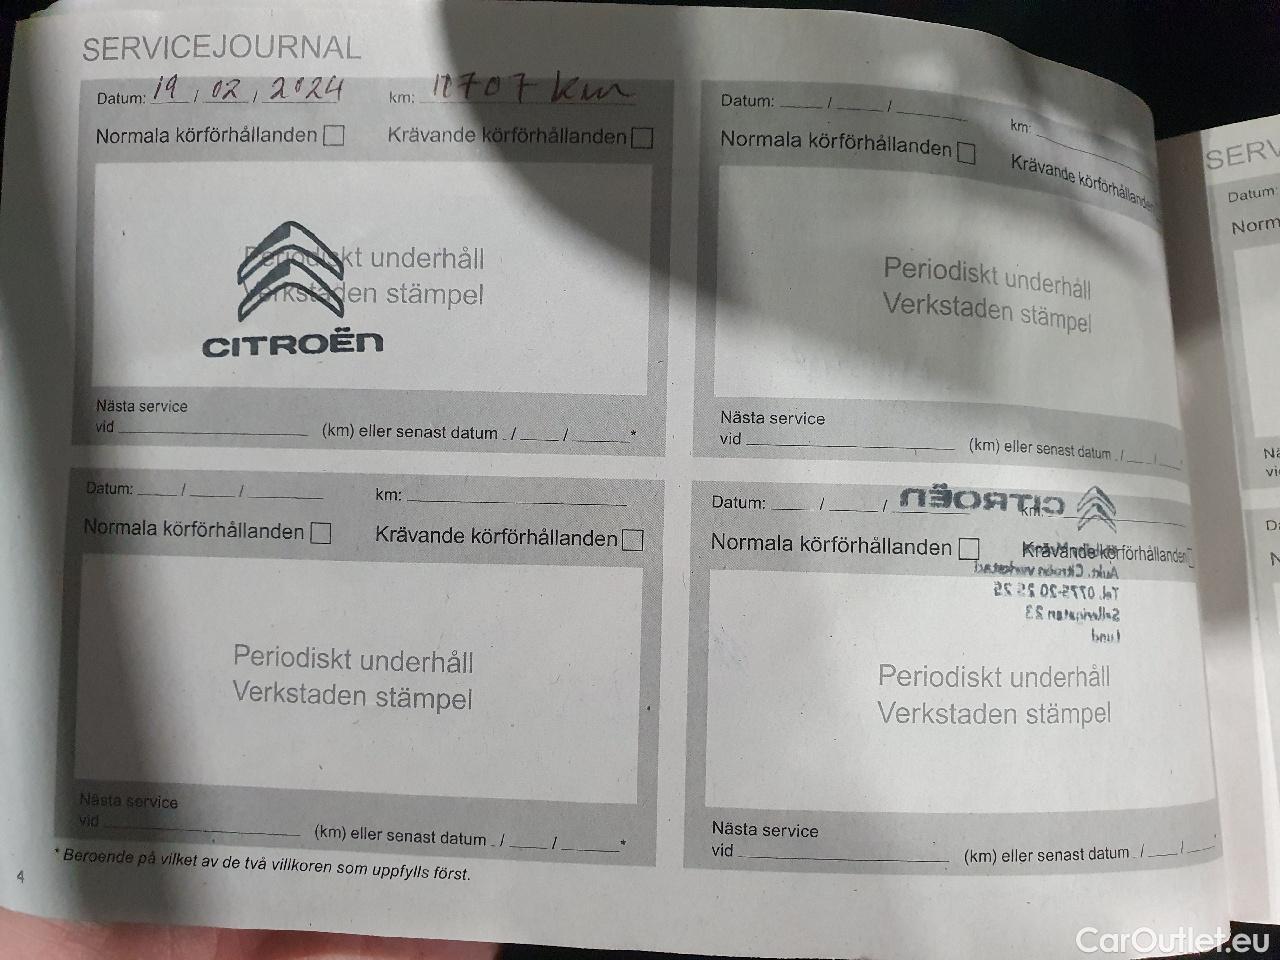 SERVICEJOURNAL
Datum: 19 / 02 / 2024 km:
Normala körförhållanden Krävande körförhållanden
Periodiskt underhåll
Verkstaden stämpel
CITROËN
Nästa service
vid (km) eller senast datum / / *
Datum: / / km:
Normala körförhållanden Krävande körförhållanden
Periodiskt underhåll
Verkstaden stämpel
Nästa service
vid (km) eller senast datum / /
Datum: / / km:
Normala körförhållanden Krävande körförhållanden
Periodiskt underhåll
Verkstaden stämpel
Nästa service
vid (km) eller senast datum / / *
Datum: / / km:
CITROËN
Normala körförhållanden Krävande körförhållanden
Aukt. Citroën verkstad
Tel. 0775-20 25 25
23
Lund
Periodiskt underhåll
Verkstaden stämpel
Nästa service
vid (km) eller senast datum / /
* Beroende på vilket av de två villkoren som uppfylls först.
4
SERV
Datum:
Norm
CarOutlet.eu